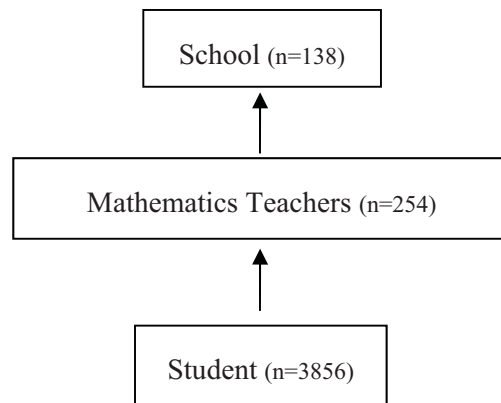 School (n=138)
Mathematics Teachers (n=254)
Student (n=3856)